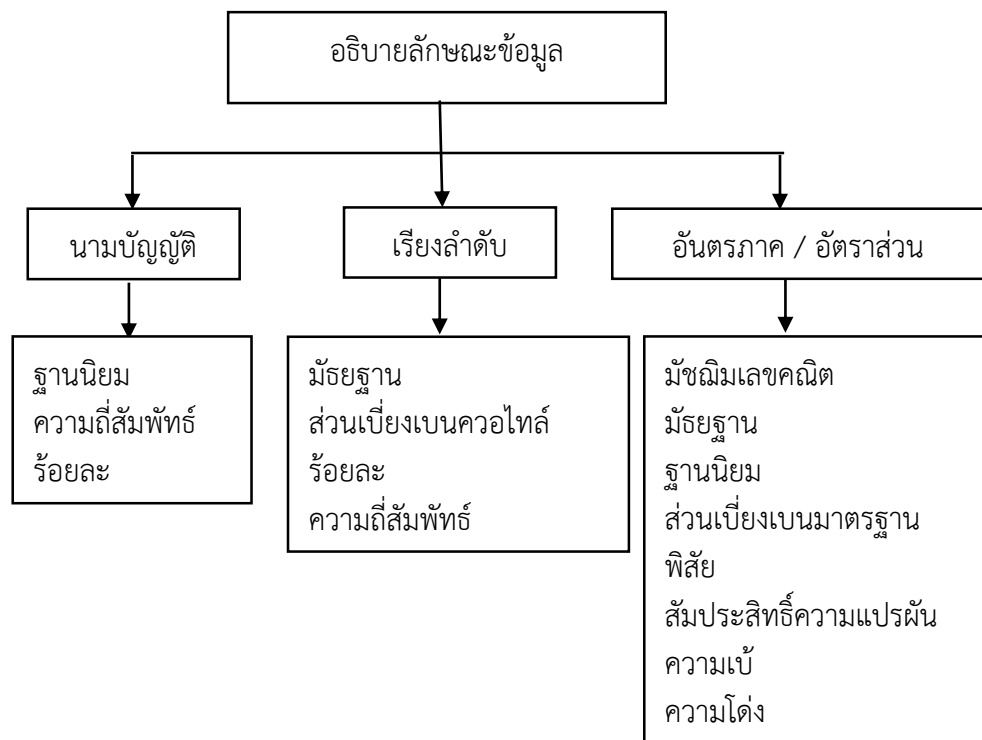 อธิบายลักษณะข้อมูล
นามบัญญัติ
เรียงลำดับ
อันตรภาค / อัตราส่วน
ฐานนิยม
ความถี่สัมพัทธ์
ร้อยละ
มัธยฐาน
ส่วนเบี่ยงเบนควอไทล์
ร้อยละ
ความถี่สัมพัทธ์
มัชฌิมเลขคณิต
มัธยฐาน
ฐานนิยม
ส่วนเบี่ยงเบนมาตรฐาน
พิสัย
สัมประสิทธิ์ความแปรผัน
ความเบ้
ความโด่ง